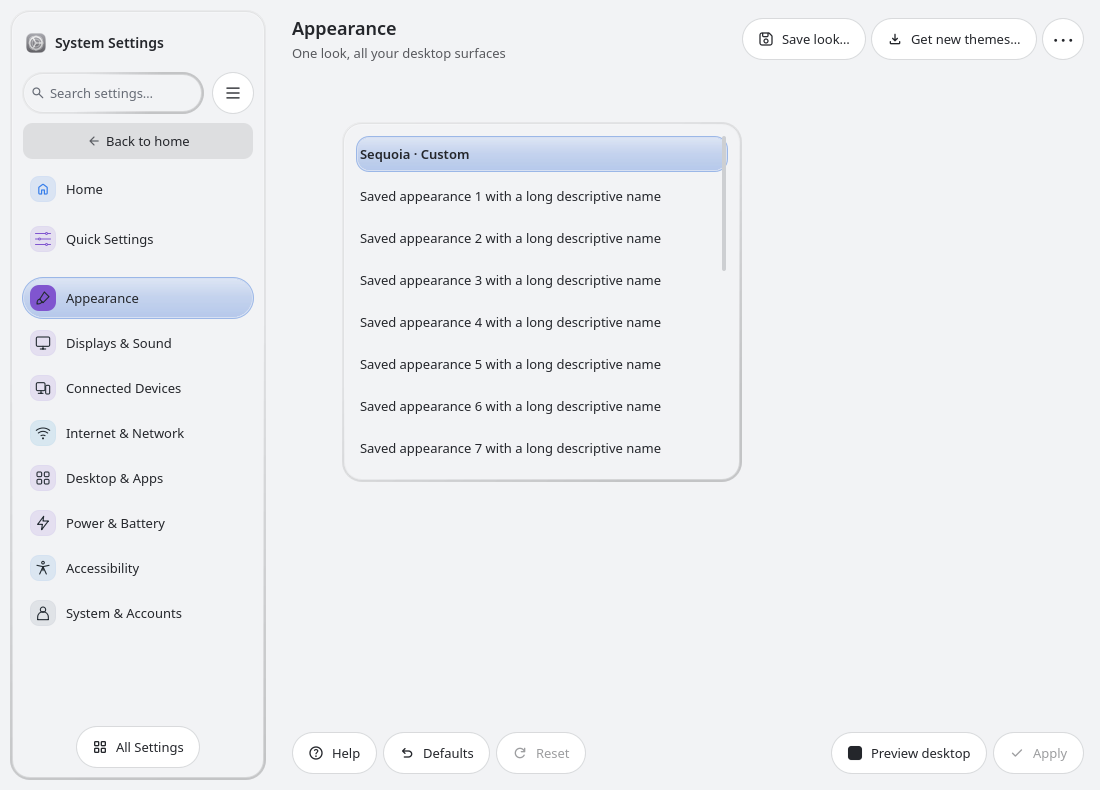 System Settings
Search settings...
Back to home
Home
Quick Settings
Appearance
Displays & Sound
Connected Devices
Internet & Network
Desktop & Apps
Power & Battery
Accessibility
System & Accounts
All Settings
Appearance
One look, all your desktop surfaces
Save look...
Get new themes...
Sequoia · Custom
Saved appearance 1 with a long descriptive name
Saved appearance 2 with a long descriptive name
Saved appearance 3 with a long descriptive name
Saved appearance 4 with a long descriptive name
Saved appearance 5 with a long descriptive name
Saved appearance 6 with a long descriptive name
Saved appearance 7 with a long descriptive name
Help
Defaults
Reset
Preview desktop
Apply